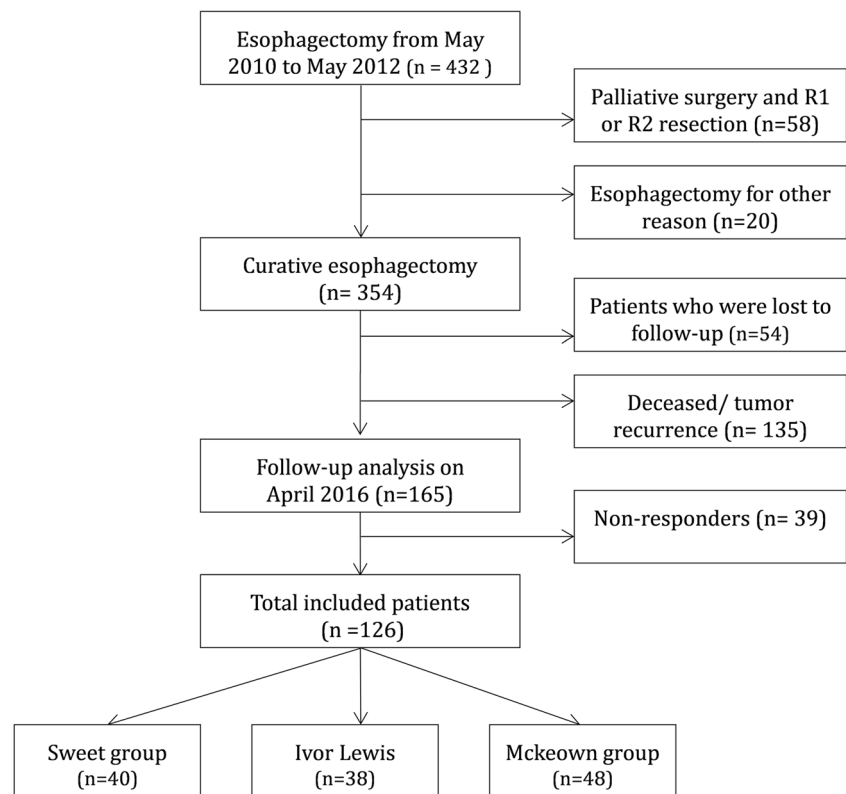 Esophagectomy from May
2010 to May 2012 (n = 432 )
Palliative surgery and R1
or R2 resection (n=58)
Esophagectomy for other
reason (n=20)
Curative esophagectomy
(n= 354)
Patients who were lost to
follow-up (n=54)
Deceased/ tumor
recurrence (n= 135)
Follow-up analysis on
April 2016 (n=165)
Non-responders (n= 39)
Total included patients
(n =126)
Sweet group
(n=40)
Ivor Lewis
(n=38)
Mckeown group
(n=48)